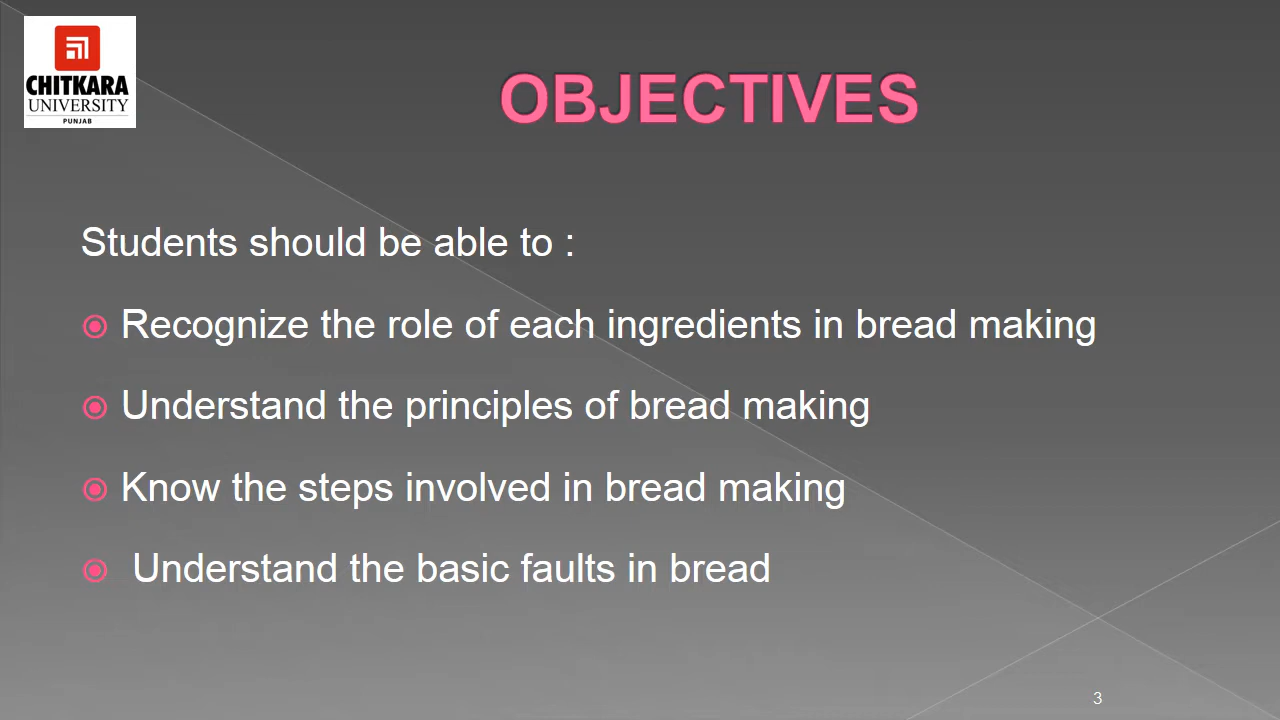 CHITKARA
UNIVERSITY
PUNJAB
OBJECTIVES
Students should be able to :
Recognize the role of each ingredients in bread making
Understand the principles of bread making
Know the steps involved in bread making
Understand the basic faults in bread
3